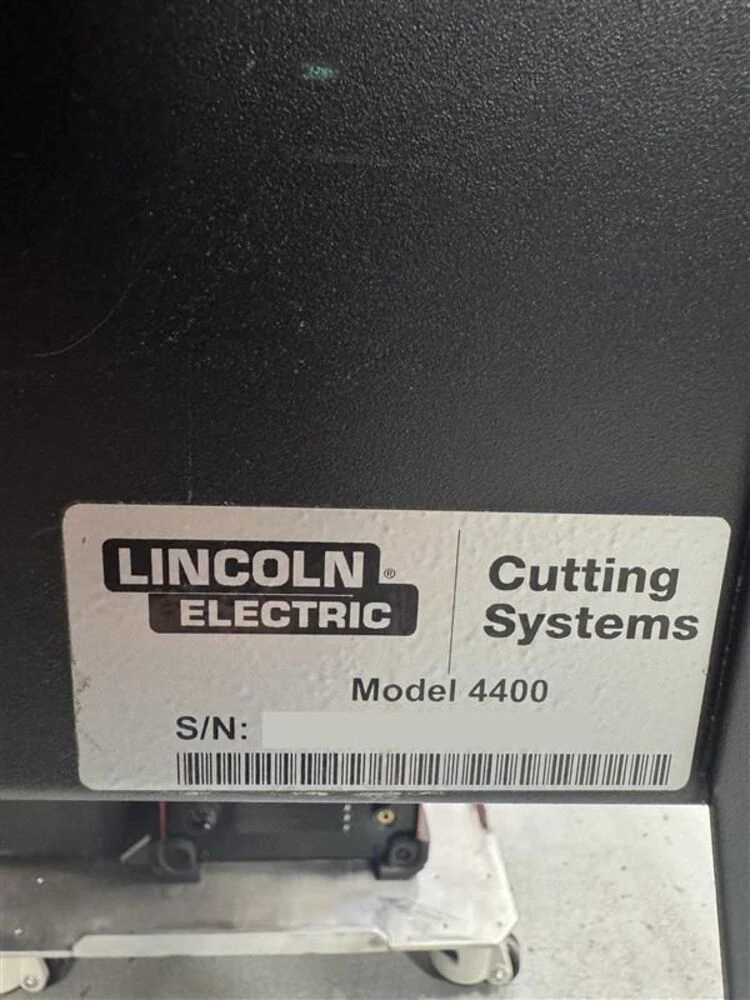 LINCOLN ®
ELECTRIC
Cutting
Systems
Model 4400
S/N: